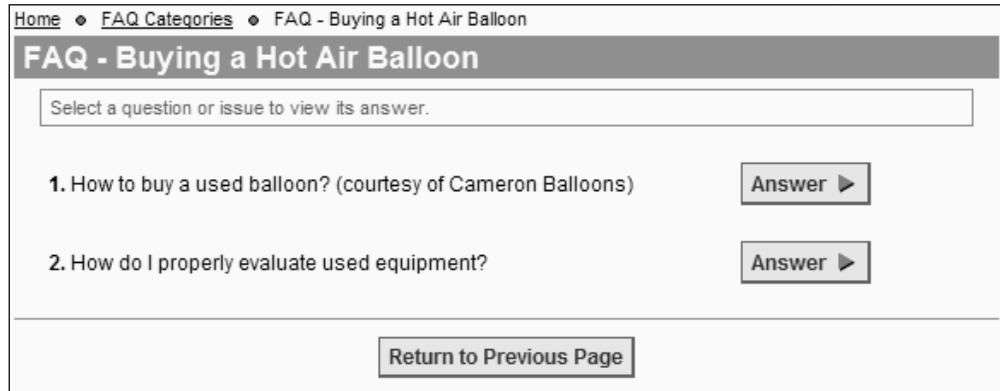 Home • FAQ Categories • FAQ - Buying a Hot Air Balloon
FAQ - Buying a Hot Air Balloon
Select a question or issue to view its answer.
1. How to buy a used balloon? (courtesy of Cameron Balloons) Answer
2. How do I properly evaluate used equipment? Answer
Return to Previous Page